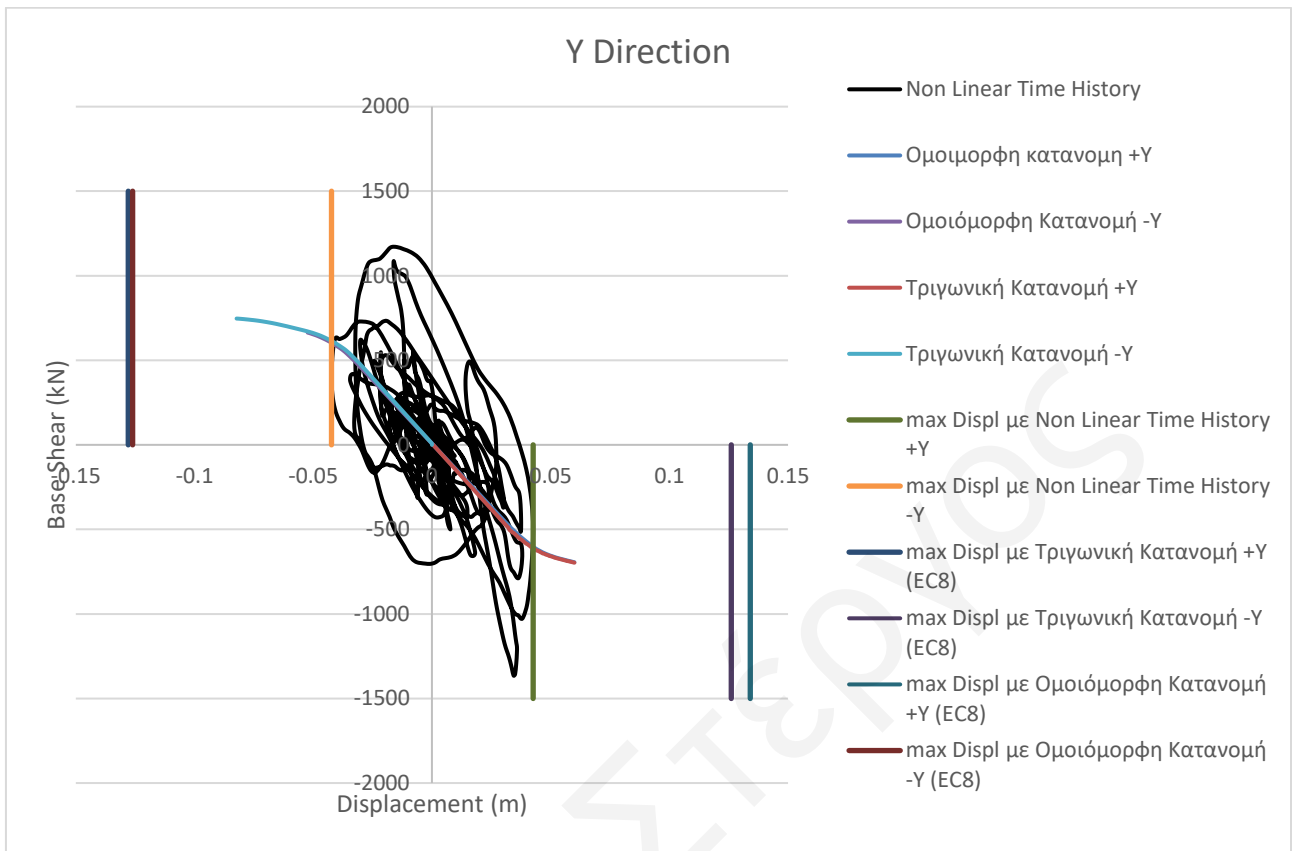 Y Direction
2000
1500
1000
500
0
-500
-1000
-1500
-2000
-0.15
-0.1
-0.05
0
0.05
0.1
0.15
Base Shear (kN)
Displacement (m)
Non Linear Time History
Ομοιμορφη κατανομη +Y
Ομοιόμορφη Κατανομή -Y
Τριγωνική Κατανομή +Y
Τριγωνική Κατανομή -Y
max Displ με Non Linear Time History
+Y
max Displ με Non Linear Time History
-Y
max Displ με Τριγωνική Κατανομή +Y
(EC8)
max Displ με Τριγωνική Κατανομή -Y
(EC8)
max Displ με Ομοιόμορφη Κατανομή
+Y (EC8)
max Displ με Ομοιόμορφη Κατανομή
-Y (EC8)
Στέργος